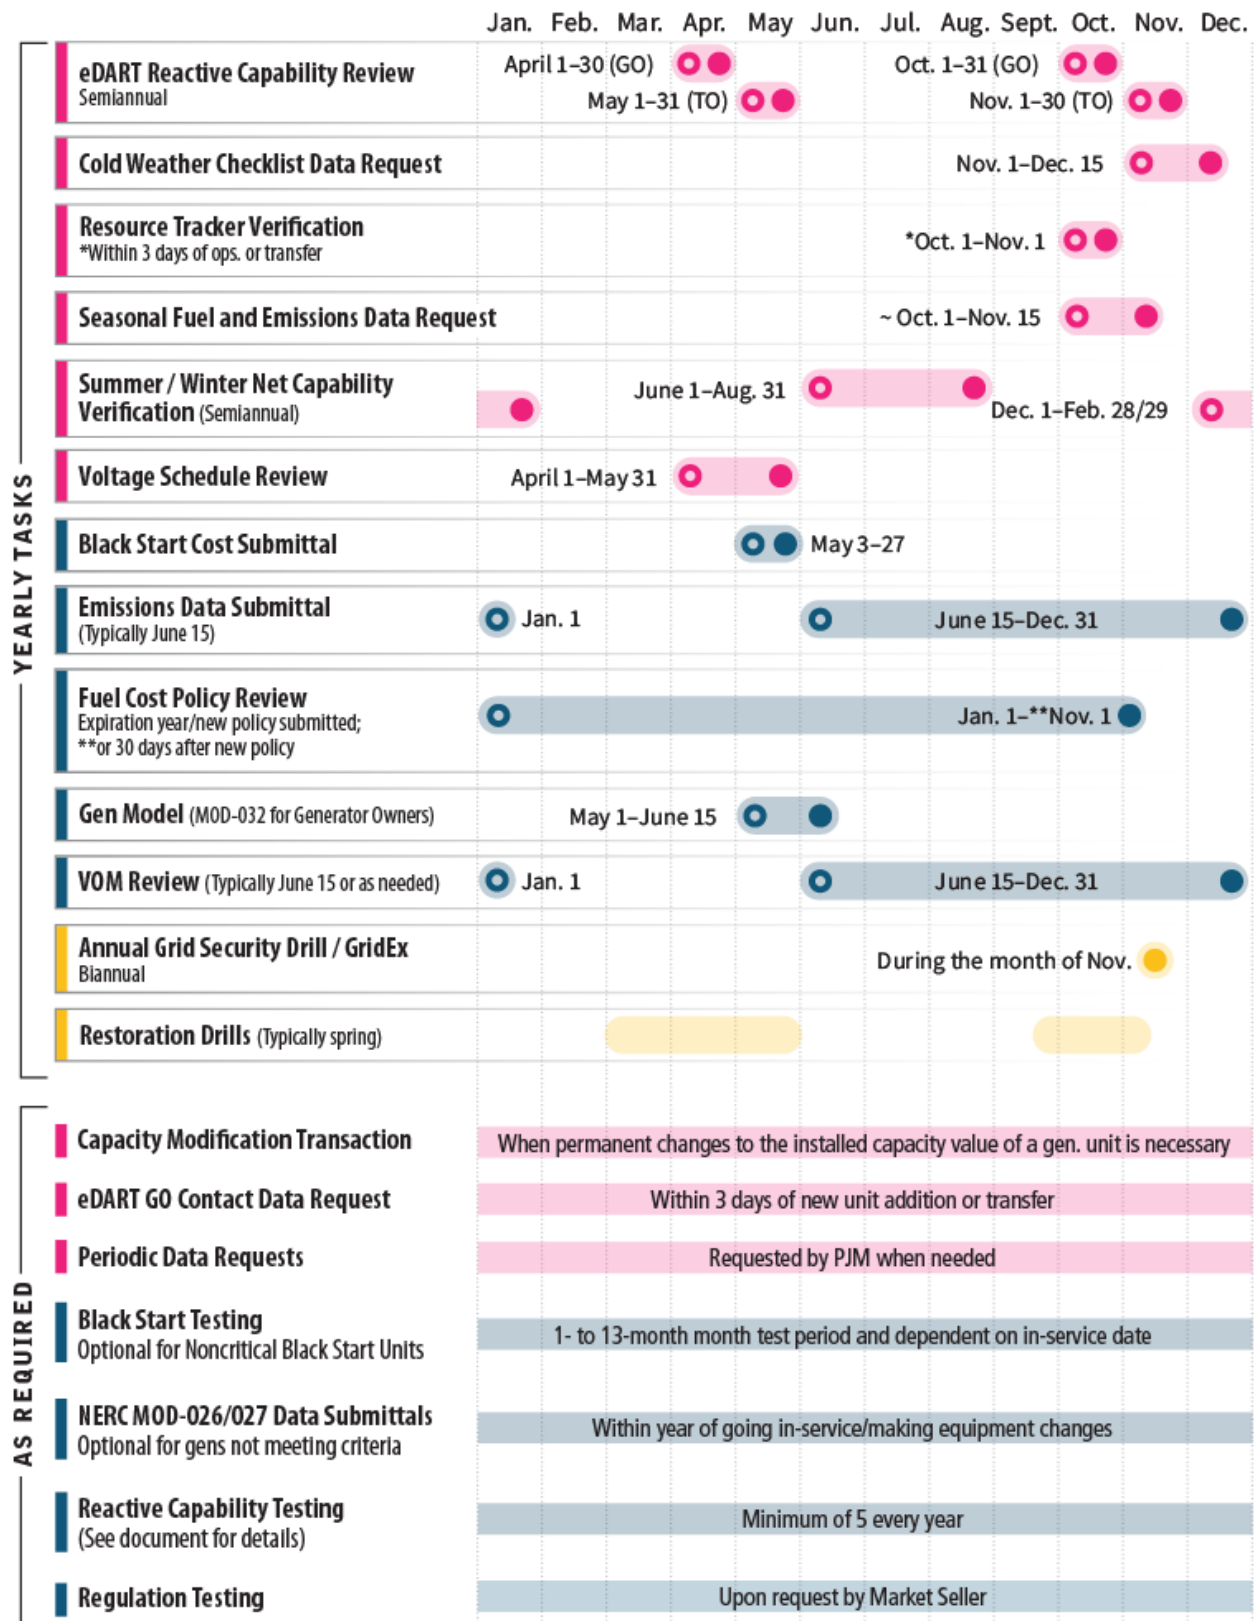 Jan. Feb. Mar. Apr. May Jun. Jul. Aug. Sept. Oct. Nov. Dec.
YEARLY TASKS
eDART Reactive Capability Review
Semiannual
April 1–30 (GO)
Oct. 1–31 (GO)
May 1–31 (TO)
Nov. 1–30 (TO)
Cold Weather Checklist Data Request
Nov. 1–Dec. 15
Resource Tracker Verification
*Within 3 days of ops. or transfer
*Oct. 1–Nov. 1
Seasonal Fuel and Emissions Data Request
~ Oct. 1–Nov. 15
Summer / Winter Net Capability
Verification (Semiannual)
June 1–Aug. 31
Dec. 1–Feb. 28/29
Voltage Schedule Review
April 1–May 31
Black Start Cost Submittal
May 3–27
Emissions Data Submittal
(Typically June 15)
Jan. 1
June 15–Dec. 31
Fuel Cost Policy Review
Expiration year/new policy submitted;
**or 30 days after new policy
Jan. 1–**Nov. 1
Gen Model (MOD-032 for Generator Owners)
May 1–June 15
VOM Review (Typically June 15 or as needed)
Jan. 1
June 15–Dec. 31
Annual Grid Security Drill / GridEx
Biannual
During the month of Nov.
Restoration Drills (Typically spring)
AS REQUIRED
Capacity Modification Transaction
When permanent changes to the installed capacity value of a gen. unit is necessary
eDART GO Contact Data Request
Within 3 days of new unit addition or transfer
Periodic Data Requests
Requested by PJM when needed
Black Start Testing
Optional for Noncritical Black Start Units
1- to 13-month month test period and dependent on in-service date
NERC MOD-026/027 Data Submittals
Optional for gens not meeting criteria
Within year of going in-service/making equipment changes
Reactive Capability Testing
(See document for details)
Minimum of 5 every year
Regulation Testing
Upon request by Market Seller